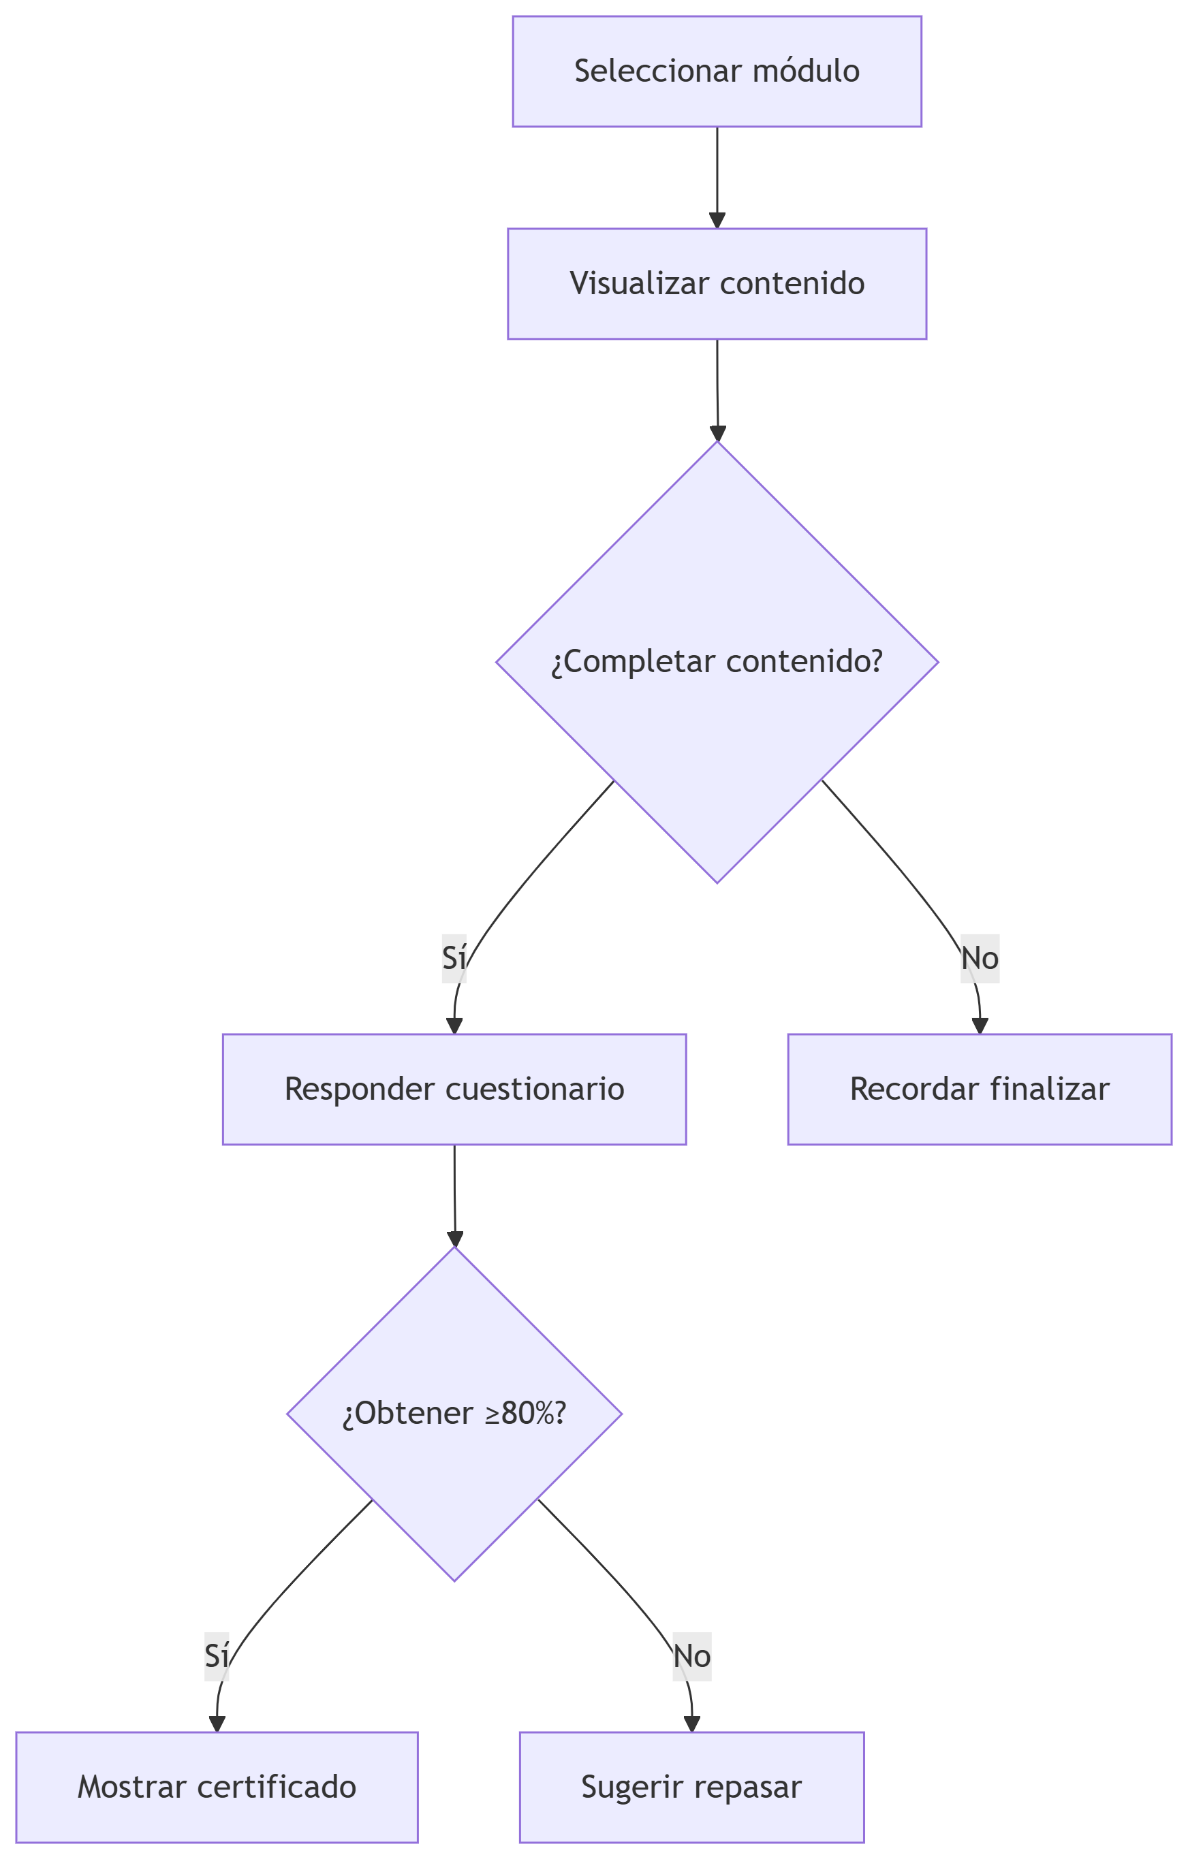 Seleccionar módulo
Visualizar contenido
¿Completar contenido?
Sí
No
Responder cuestionario
Recordar finalizar
¿Obtener ≥80%?
Sí
No
Mostrar certificado
Sugerir repasar